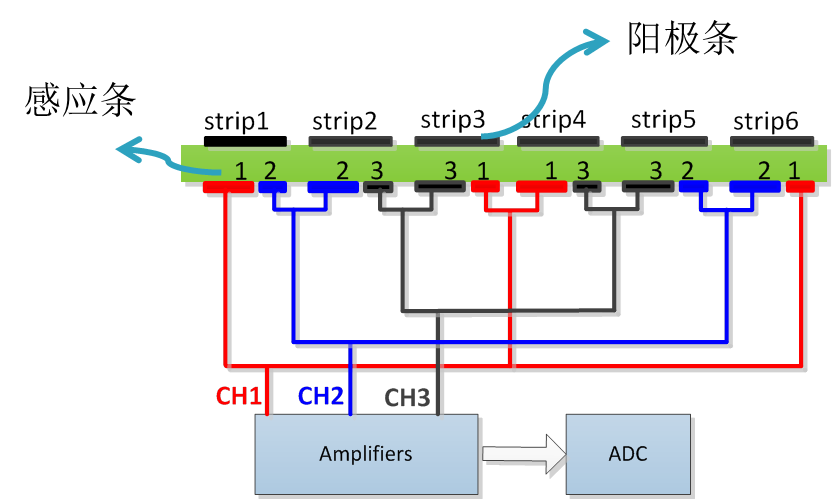 阳极条
感应条
strip1 strip2 strip3 strip4 strip5 strip6
1 2 2 3 3 1 1 3 3 2 2 1
CH1 CH2 CH3
Amplifiers ADC